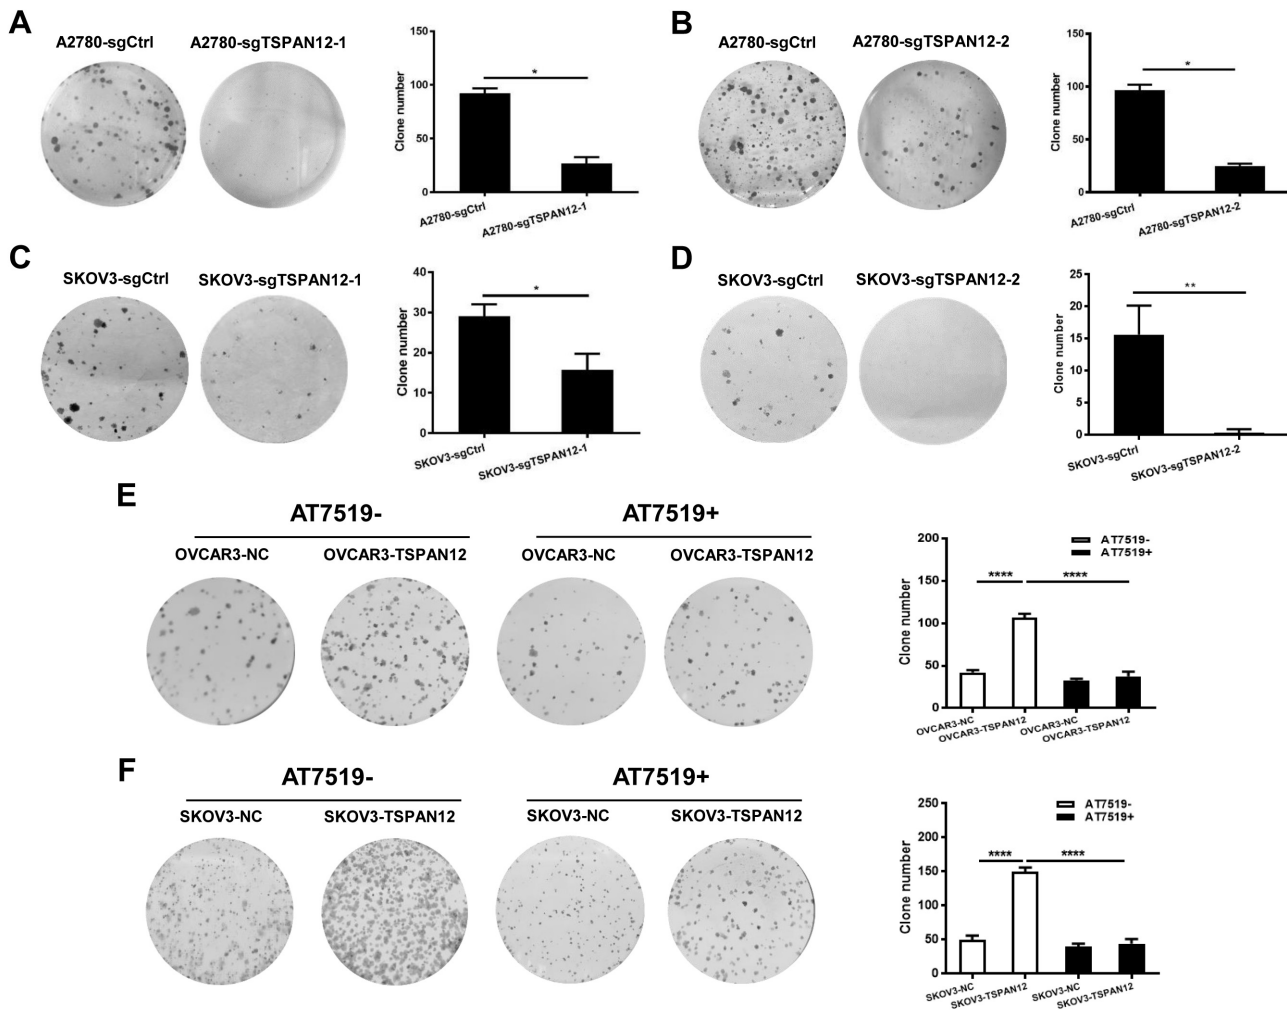 A
A2780-sgCtrl
A2780-sgTSPAN12-1
Clone number
150
100
50
0
*
A2780-sgCtrl
A2780-sgTSPAN12-1
B
A2780-sgCtrl
A2780-sgTSPAN12-2
Clone number
150
100
50
0
*
A2780-sgCtrl
A2780-sgTSPAN12-2
C
SKOV3-sgCtrl
SKOV3-sgTSPAN12-1
Clone number
40
30
20
10
0
*
SKOV3-sgCtrl
SKOV3-sgTSPAN12-1
D
SKOV3-sgCtrl
SKOV3-sgTSPAN12-2
Clone number
25
20
15
10
5
0
**
SKOV3-sgCtrl
SKOV3-sgTSPAN12-2
E
AT7519-
AT7519+
OVCAR3-NC
OVCAR3-TSPAN12
OVCAR3-NC
OVCAR3-TSPAN12
Clone number
200
150
100
50
0
AT7519-
AT7519+
****
****
OVCAR3-NC
OVCAR3-TSPAN12
OVCAR3-NC
OVCAR3-TSPAN12
F
AT7519-
AT7519+
SKOV3-NC
SKOV3-TSPAN12
SKOV3-NC
SKOV3-TSPAN12
Clone number
250
200
150
100
50
0
AT7519-
AT7519+
****
****
SKOV3-NC
SKOV3-TSPAN12
SKOV3-NC
SKOV3-TSPAN12